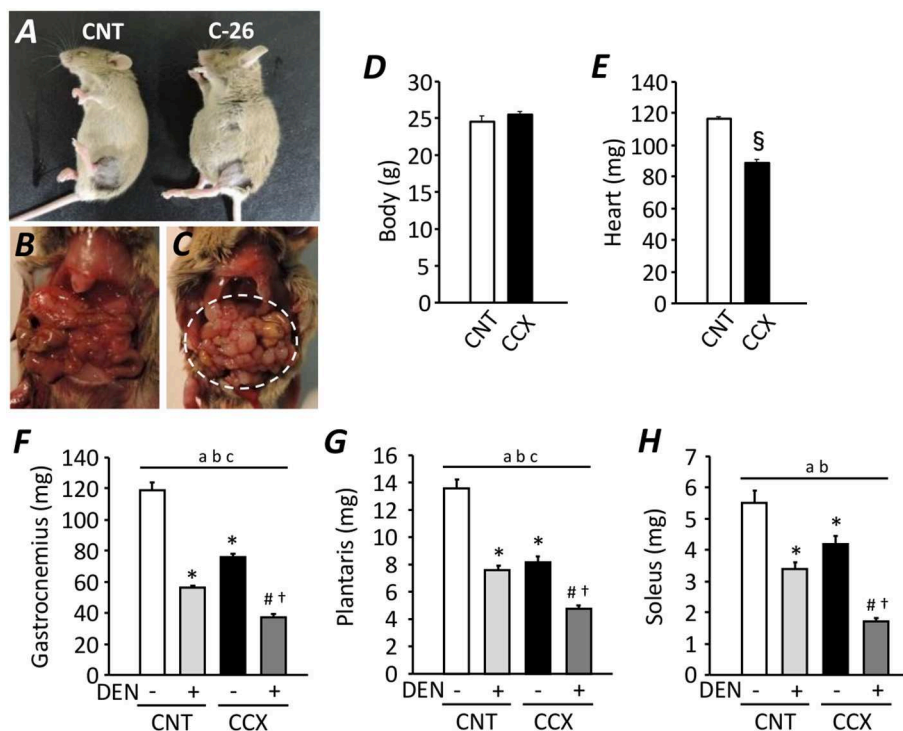 A CNT C-26
B
C
D
30
25
20
15
10
5
0
Body (g)
CNT
CCX
E
140
120
100
80
60
40
20
0
Heart (mg)
§
CNT
CCX
F
140
120
100
80
60
40
20
0
Gastrocnemius (mg)
a b c
*
*
# †
DEN - + - +
CNT CCX
G
16
14
12
10
8
6
4
2
0
Plantaris (mg)
a b c
*
*
# †
DEN - + - +
CNT CCX
H
7
6
5
4
3
2
1
0
Soleus (mg)
a b
*
*
# †
DEN - + - +
CNT CCX